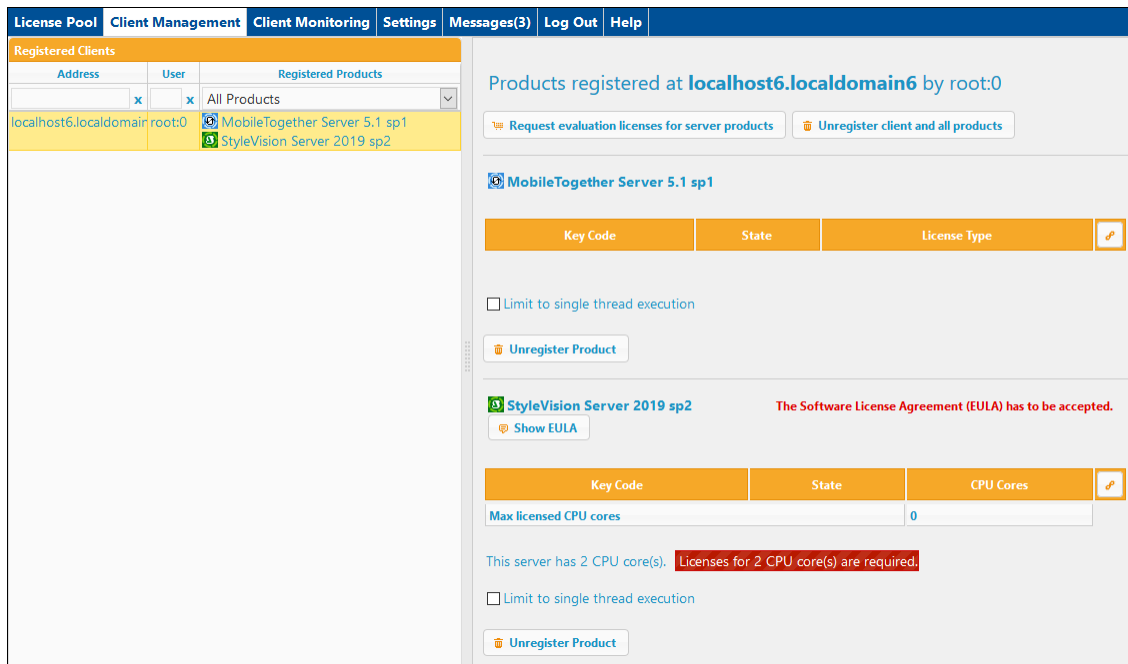 License Pool Client Management Client Monitoring Settings Messages(3) Log Out Help
Registered Clients
Address User Registered Products
x x All Products
localhost6.localdomain root:0 MobileTogether Server 5.1 sp1
StyleVision Server 2019 sp2
Products registered at localhost6.localdomain6 by root:0
Request evaluation licenses for server products Unregister client and all products
MobileTogether Server 5.1 sp1
Key Code State License Type
Limit to single thread execution
Unregister Product
StyleVision Server 2019 sp2 The Software License Agreement (EULA) has to be accepted.
Show EULA
Key Code State CPU Cores
Max licensed CPU cores 0
This server has 2 CPU core(s). Licenses for 2 CPU core(s) are required.
Limit to single thread execution
Unregister Product